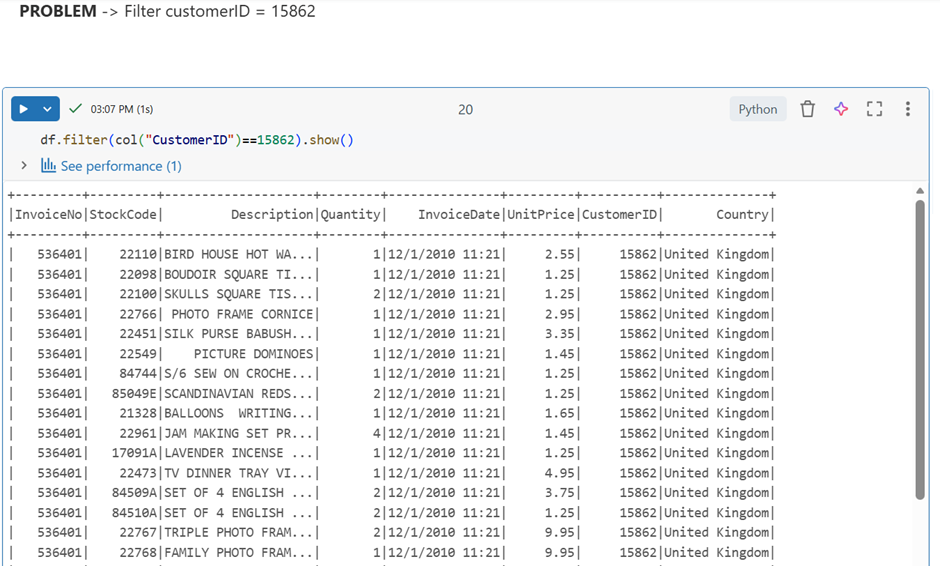 PROBLEM -> Filter customerID = 15862
03:07 PM (1s)
20
Python
df.filter(col("CustomerID")==15862).show()
See performance (1)
+---------+---------+--------------------+--------+---------------+---------+----------+--------------+
|InvoiceNo|StockCode|         Description|Quantity|    InvoiceDate|UnitPrice|CustomerID|       Country|
+---------+---------+--------------------+--------+---------------+---------+----------+--------------+
|   536401|    22110|BIRD HOUSE HOT WA...|       1|12/1/2010 11:21|     2.55|     15862|United Kingdom|
|   536401|    22098|BOUDOIR SQUARE TI...|       1|12/1/2010 11:21|     1.25|     15862|United Kingdom|
|   536401|    22100|SKULLS SQUARE TIS...|       2|12/1/2010 11:21|     1.25|     15862|United Kingdom|
|   536401|    22766| PHOTO FRAME CORNICE|       1|12/1/2010 11:21|     2.95|     15862|United Kingdom|
|   536401|    22451|SILK PURSE BABUSH...|       1|12/1/2010 11:21|     3.35|     15862|United Kingdom|
|   536401|    22549|    PICTURE DOMINOES|       1|12/1/2010 11:21|     1.45|     15862|United Kingdom|
|   536401|    84744|S/6 SEW ON CROCHE...|       1|12/1/2010 11:21|     1.25|     15862|United Kingdom|
|   536401|   85049E|SCANDINAVIAN REDS...|       2|12/1/2010 11:21|     1.25|     15862|United Kingdom|
|   536401|    21328|BALLOONS  WRITING...|       1|12/1/2010 11:21|     1.65|     15862|United Kingdom|
|   536401|    22961|JAM MAKING SET PR...|       4|12/1/2010 11:21|     1.45|     15862|United Kingdom|
|   536401|   17091A|LAVENDER INCENSE ...|       1|12/1/2010 11:21|     1.25|     15862|United Kingdom|
|   536401|    22473|TV DINNER TRAY VI...|       1|12/1/2010 11:21|     4.95|     15862|United Kingdom|
|   536401|   84509A|SET OF 4 ENGLISH ...|       2|12/1/2010 11:21|     3.75|     15862|United Kingdom|
|   536401|   84510A|SET OF 4 ENGLISH ...|       2|12/1/2010 11:21|     1.25|     15862|United Kingdom|
|   536401|    22767|TRIPLE PHOTO FRAM...|       2|12/1/2010 11:21|     9.95|     15862|United Kingdom|
|   536401|    22768|FAMILY PHOTO FRAM...|       1|12/1/2010 11:21|     9.95|     15862|United Kingdom|